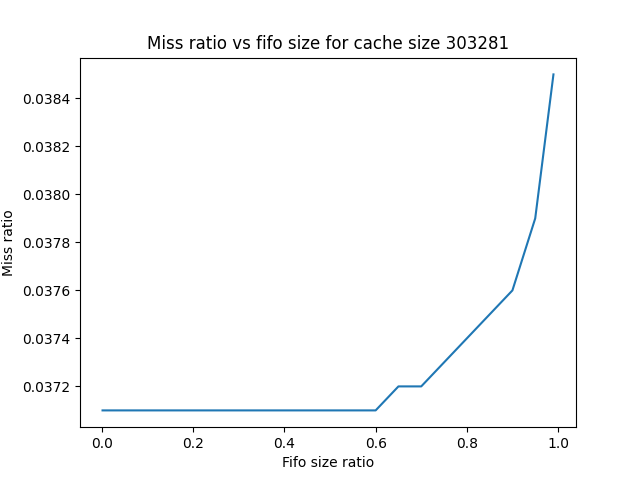 Miss ratio vs fifo size for cache size 303281
0.0384
0.0382
0.0380
0.0378
0.0376
0.0374
0.0372
Miss ratio
0.0 0.2 0.4 0.6 0.8 1.0
Fifo size ratio